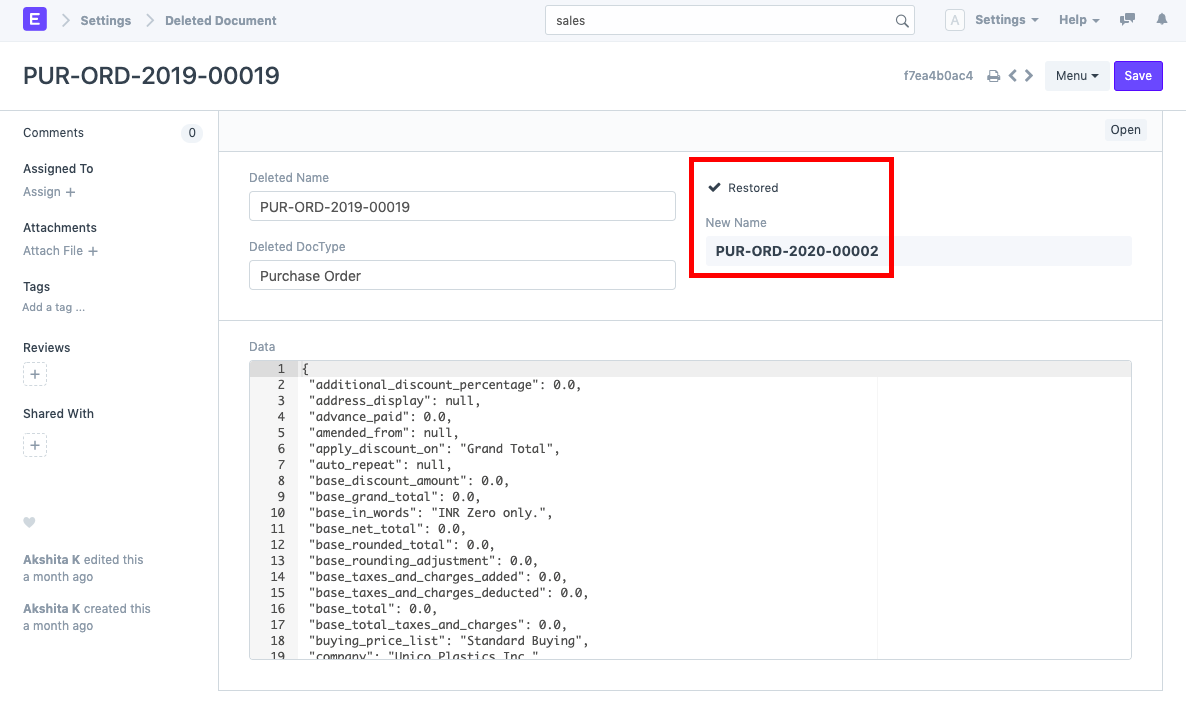 E Settings Deleted Document sales A Settings Help
PUR-ORD-2019-00019 f7ea4b0ac4 Menu Save
Comments 0
Open
Assigned To
Assign +
Attachments
Attach File +
Tags
Add a tag ...
Reviews
+
Shared With
+
Akshita K edited this
a month ago
Akshita K created this
a month ago
Deleted Name
PUR-ORD-2019-00019
Deleted DocType
Purchase Order
Restored
New Name
PUR-ORD-2020-00002
Data
1 {
2 "additional_discount_percentage": 0.0,
3 "address_display": null,
4 "advance_paid": 0.0,
5 "amended_from": null,
6 "apply_discount_on": "Grand Total",
7 "auto_repeat": null,
8 "base_discount_amount": 0.0,
9 "base_grand_total": 0.0,
10 "base_in_words": "INR Zero only.",
11 "base_net_total": 0.0,
12 "base_rounded_total": 0.0,
13 "base_rounding_adjustment": 0.0,
14 "base_taxes_and_charges_added": 0.0,
15 "base_taxes_and_charges_deducted": 0.0,
16 "base_total": 0.0,
17 "base_total_taxes_and_charges": 0.0,
18 "buying_price_list": "Standard Buying",
19 "company": "Unico Plastics Inc."